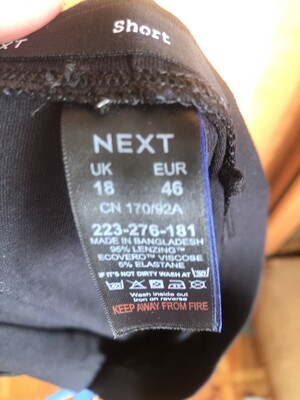 XT
Short
NEXT
UK EUR
18 46
CN 170/92A
223-276-181
MADE IN BANGLADESH
95% LENZING™
ECOVERO™ VISCOSE
5% ELASTANE
IF IT'S NOT DIRTY WASH AT 30
Wash inside out
Iron on reverse
KEEP AWAY FROM FIRE